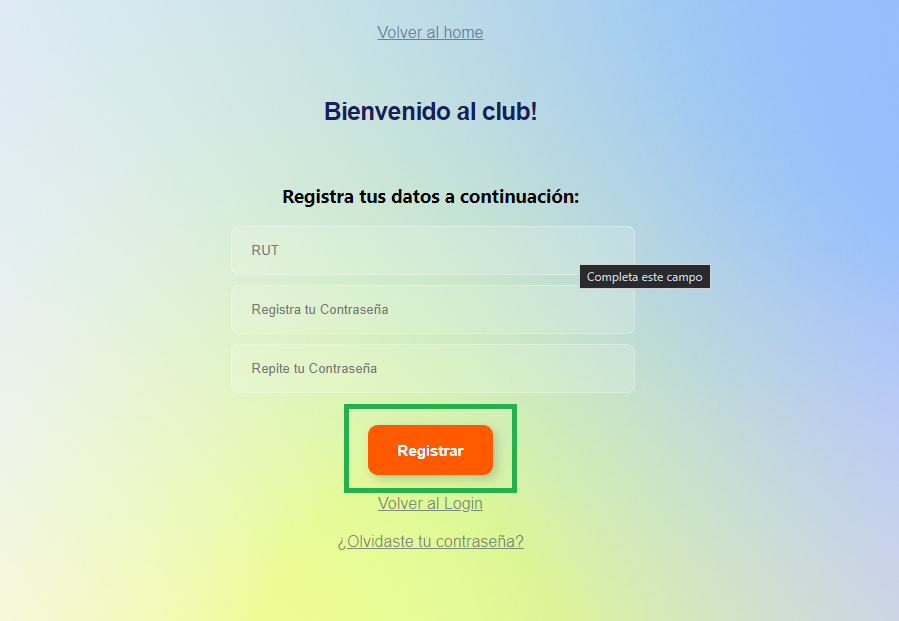 Volver al home
Bienvenido al club!
Registra tus datos a continuación:
RUT
Completa este campo
Registra tu Contraseña
Repite tu Contraseña
Registrar
Volver al Login
¿Olvidaste tu contraseña?